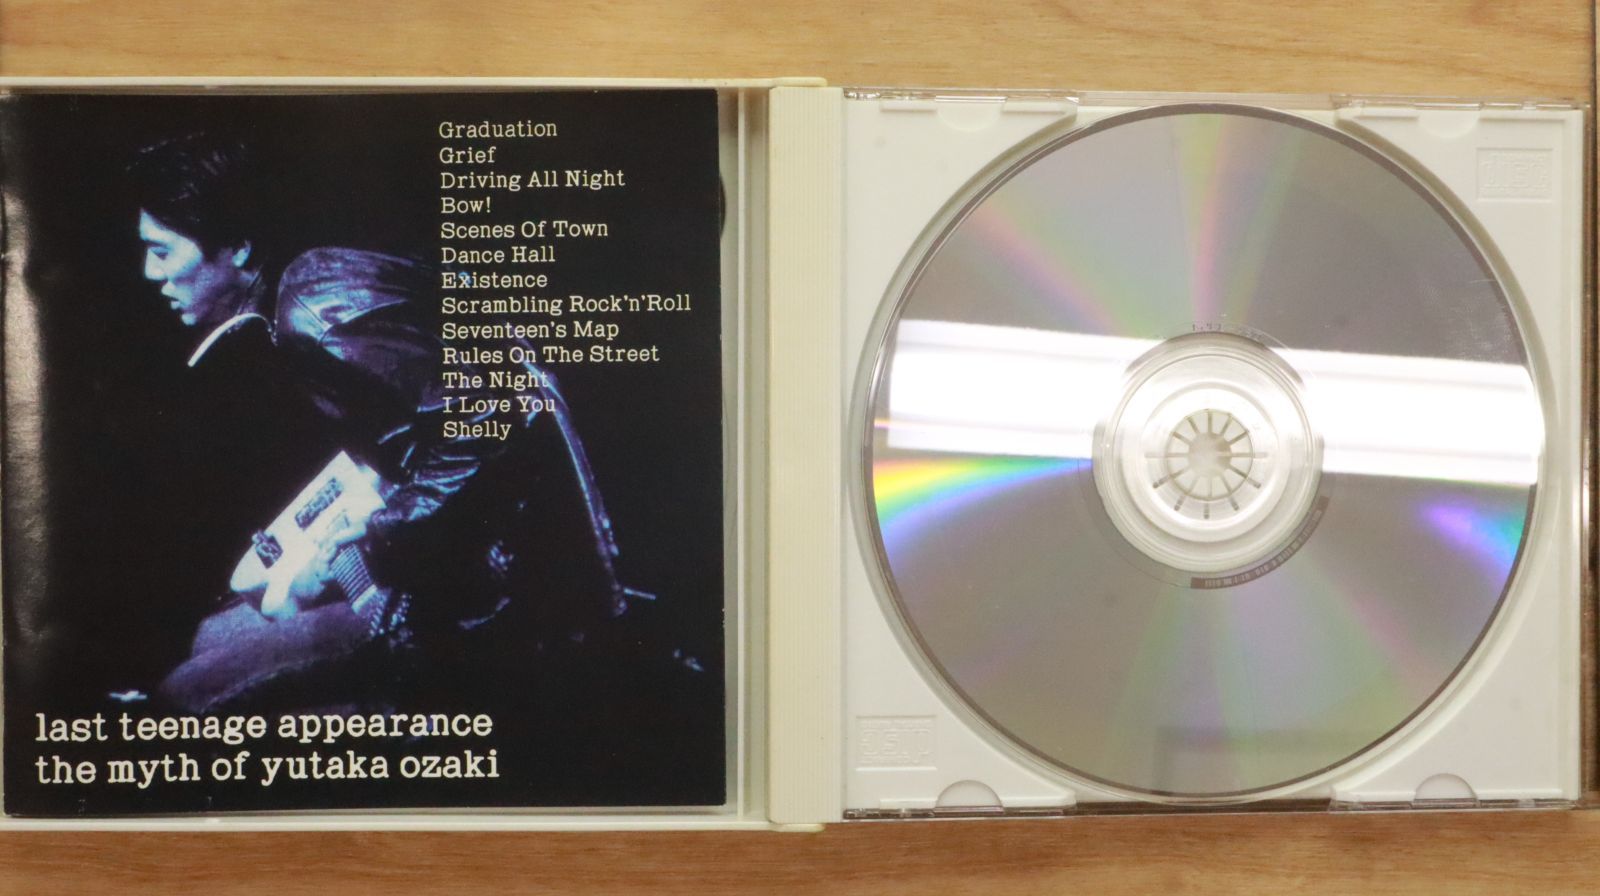 Graduation
Grief
Driving All Night
Bow!
Scenes Of Town
Dance Hall
Existence
Scrambling Rock'n'Roll
Seventeen's Map
Rules On The Street
The Night
I Love You
Shelly
last teenage appearance
the myth of yutaka ozaki